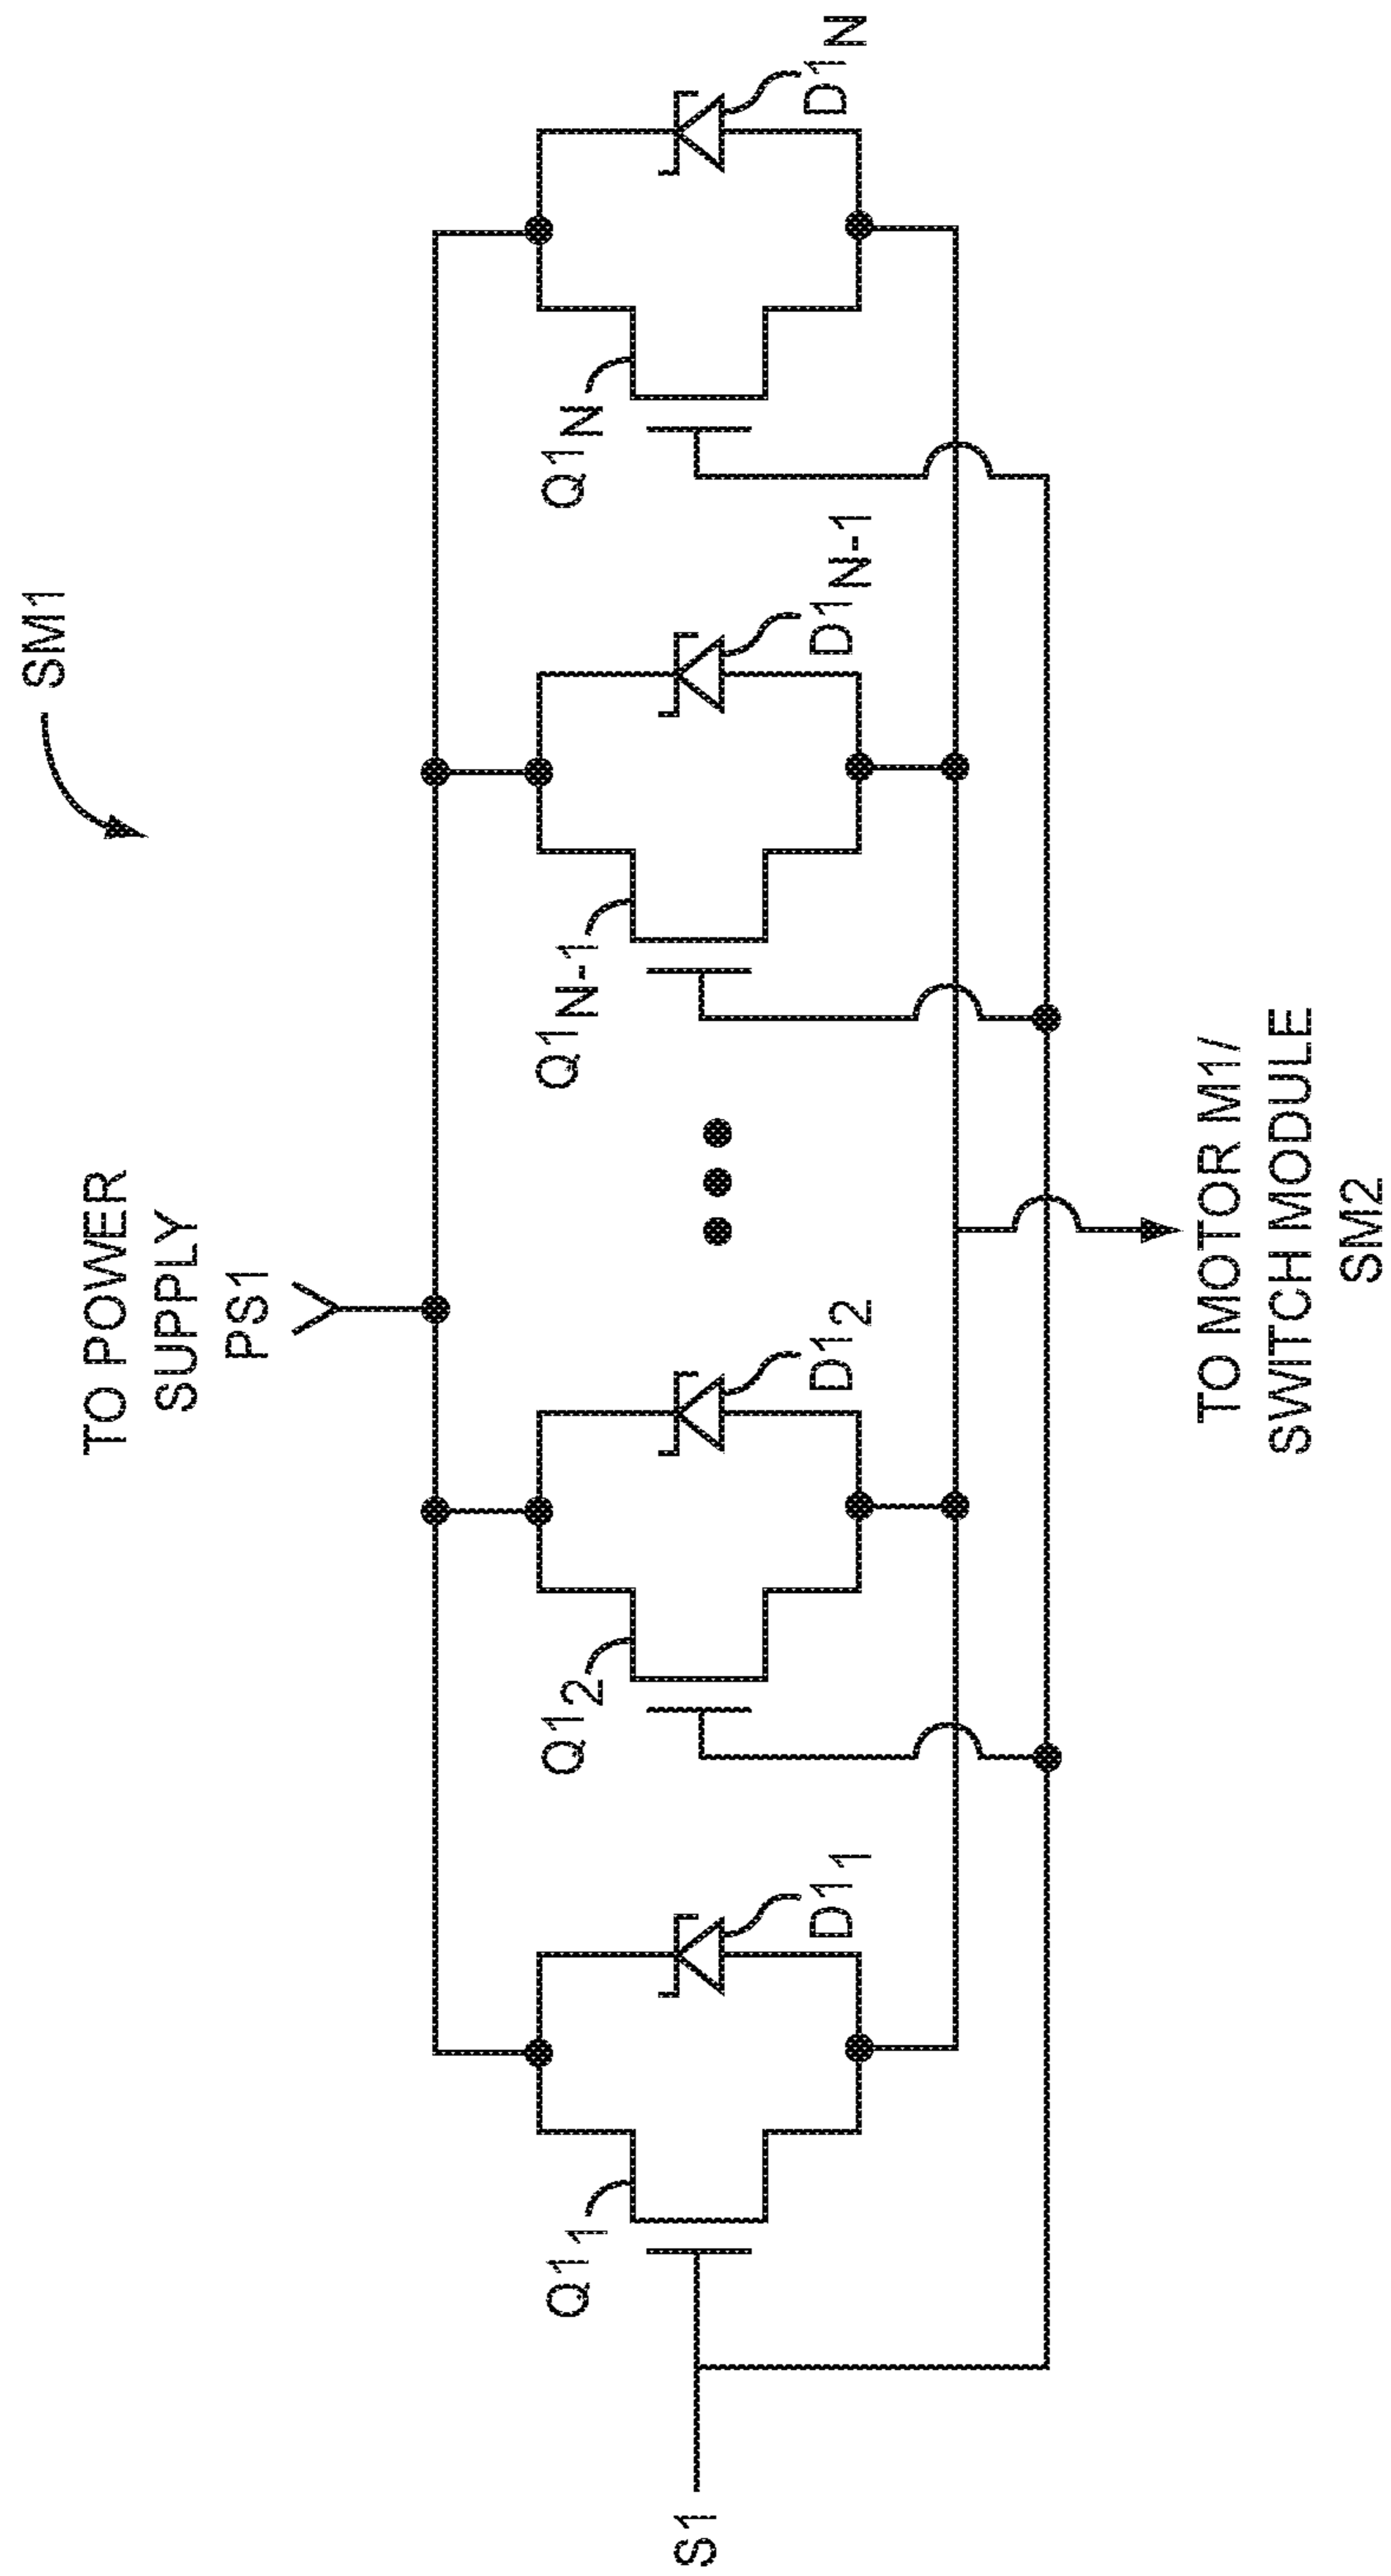 SM1
TO POWER
SUPPLY
PS1
Q1₁
D1₁
Q1₂
D1₂
Q1N-1
D1N-1
Q1N
D1N
S1
TO MOTOR M1/
SWITCH MODULE
SM2